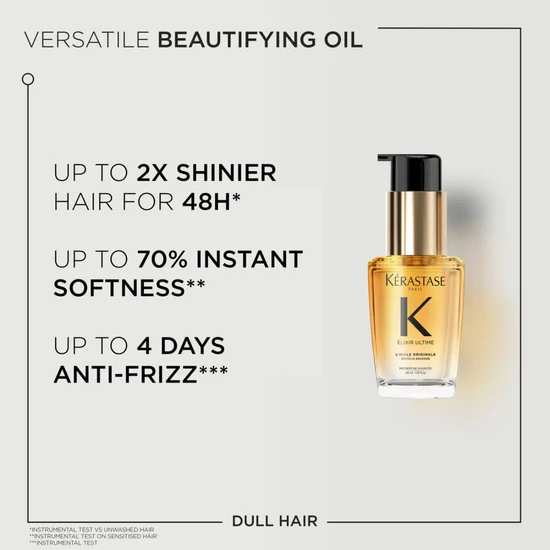 VERSATILE BEAUTIFYING OIL
UP TO 2X SHINIER
HAIR FOR 48H*
UP TO 70% INSTANT
SOFTNESS**
UP TO 4 DAYS
ANTI-FRIZZ***
KÉRASTASE
PARIS
K
ELIXIR ULTIME
L'HUILE ORIGINALE
DULL HAIR
*INSTRUMENTAL TEST VS UNWASHED HAIR
**INSTRUMENTAL TEST ON SENSITISED HAIR
***INSTRUMENTAL TEST